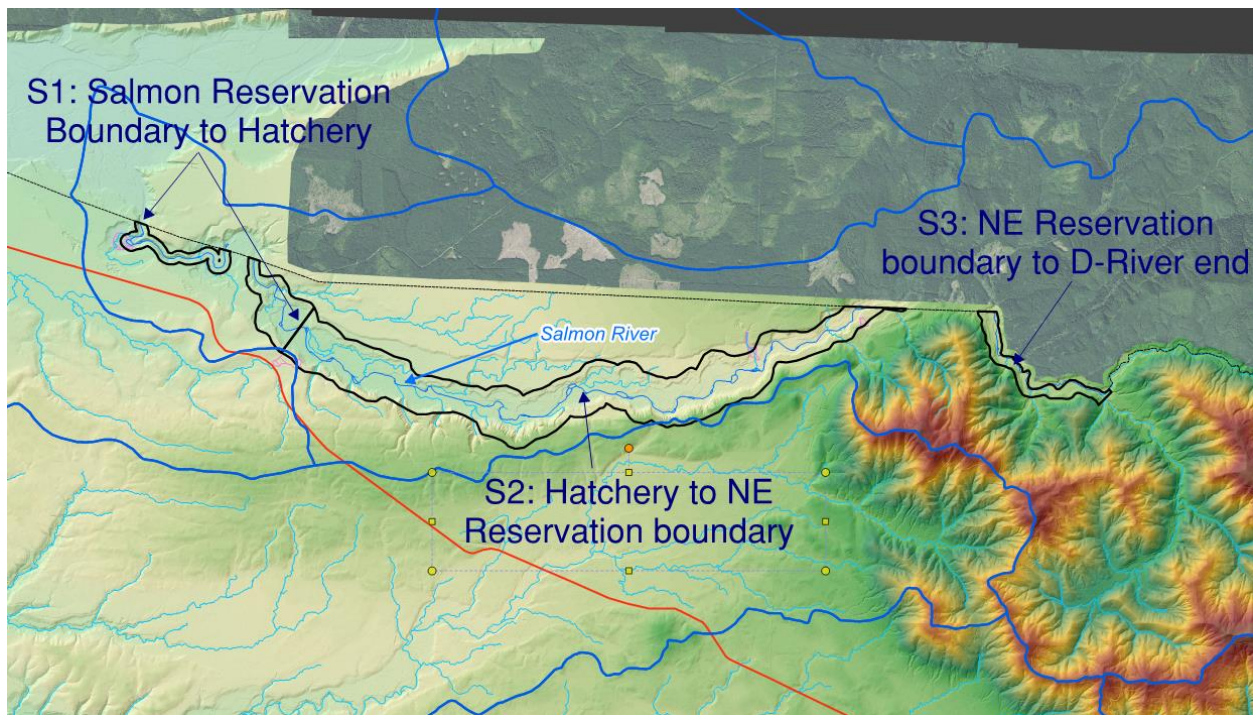 S1: Salmon Reservation
Boundary to Hatchery
S3: NE Reservation
boundary to D-River end
Salmon River
S2: Hatchery to NE
Reservation boundary